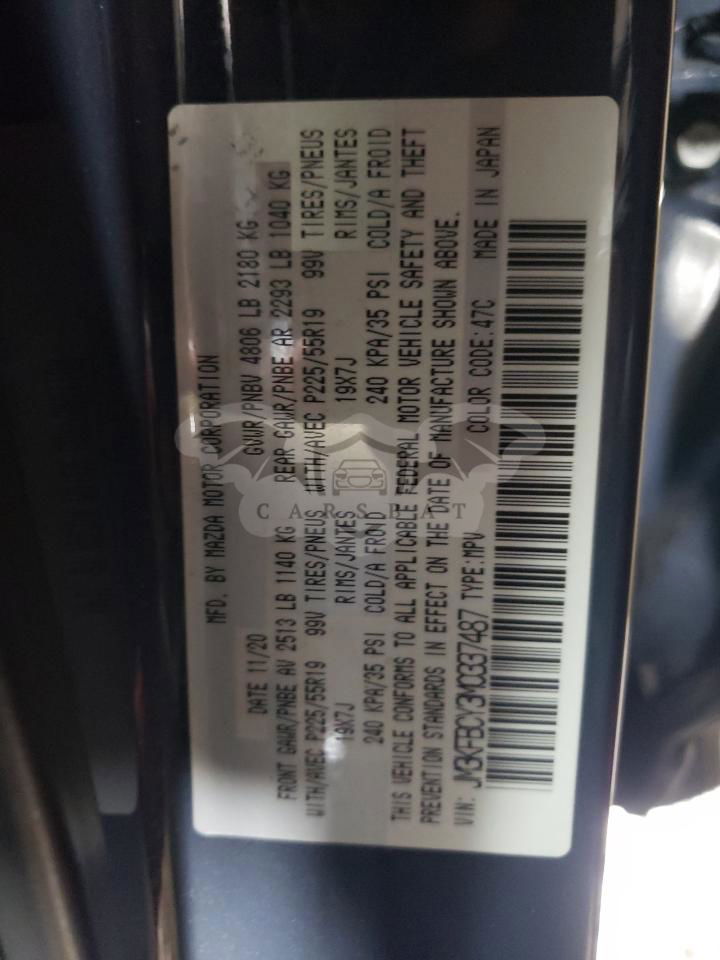 MFD. BY MAZDA MOTOR CORPORATION
DATE 11/20 GVWR/PNBV 4806 LB 2180 KG
FRONT GAWR/PNBE AV 2513 LB 1140 KG REAR GAWR/PNBE AR 2293 LB 1040 KG
WITH/AVEC P225/55R19 99V TIRES/PNEUS WITH/AVEC P225/55R19 99V TIRES/PNEUS
19X7J RIMS/JANTES 19X7J RIMS/JANTES
240 KPA/35 PSI COLD/A FROID 240 KPA/35 PSI COLD/A FROID
THIS VEHICLE CONFORMS TO ALL APPLICABLE FEDERAL MOTOR VEHICLE SAFETY AND THEFT
PREVENTION STANDARDS IN EFFECT ON THE DATE OF MANUFACTURE SHOWN ABOVE.
VIN: JM3KFBCY3M0337487 TYPE:MPV COLOR CODE:47C MADE IN JAPAN
CARSBAT